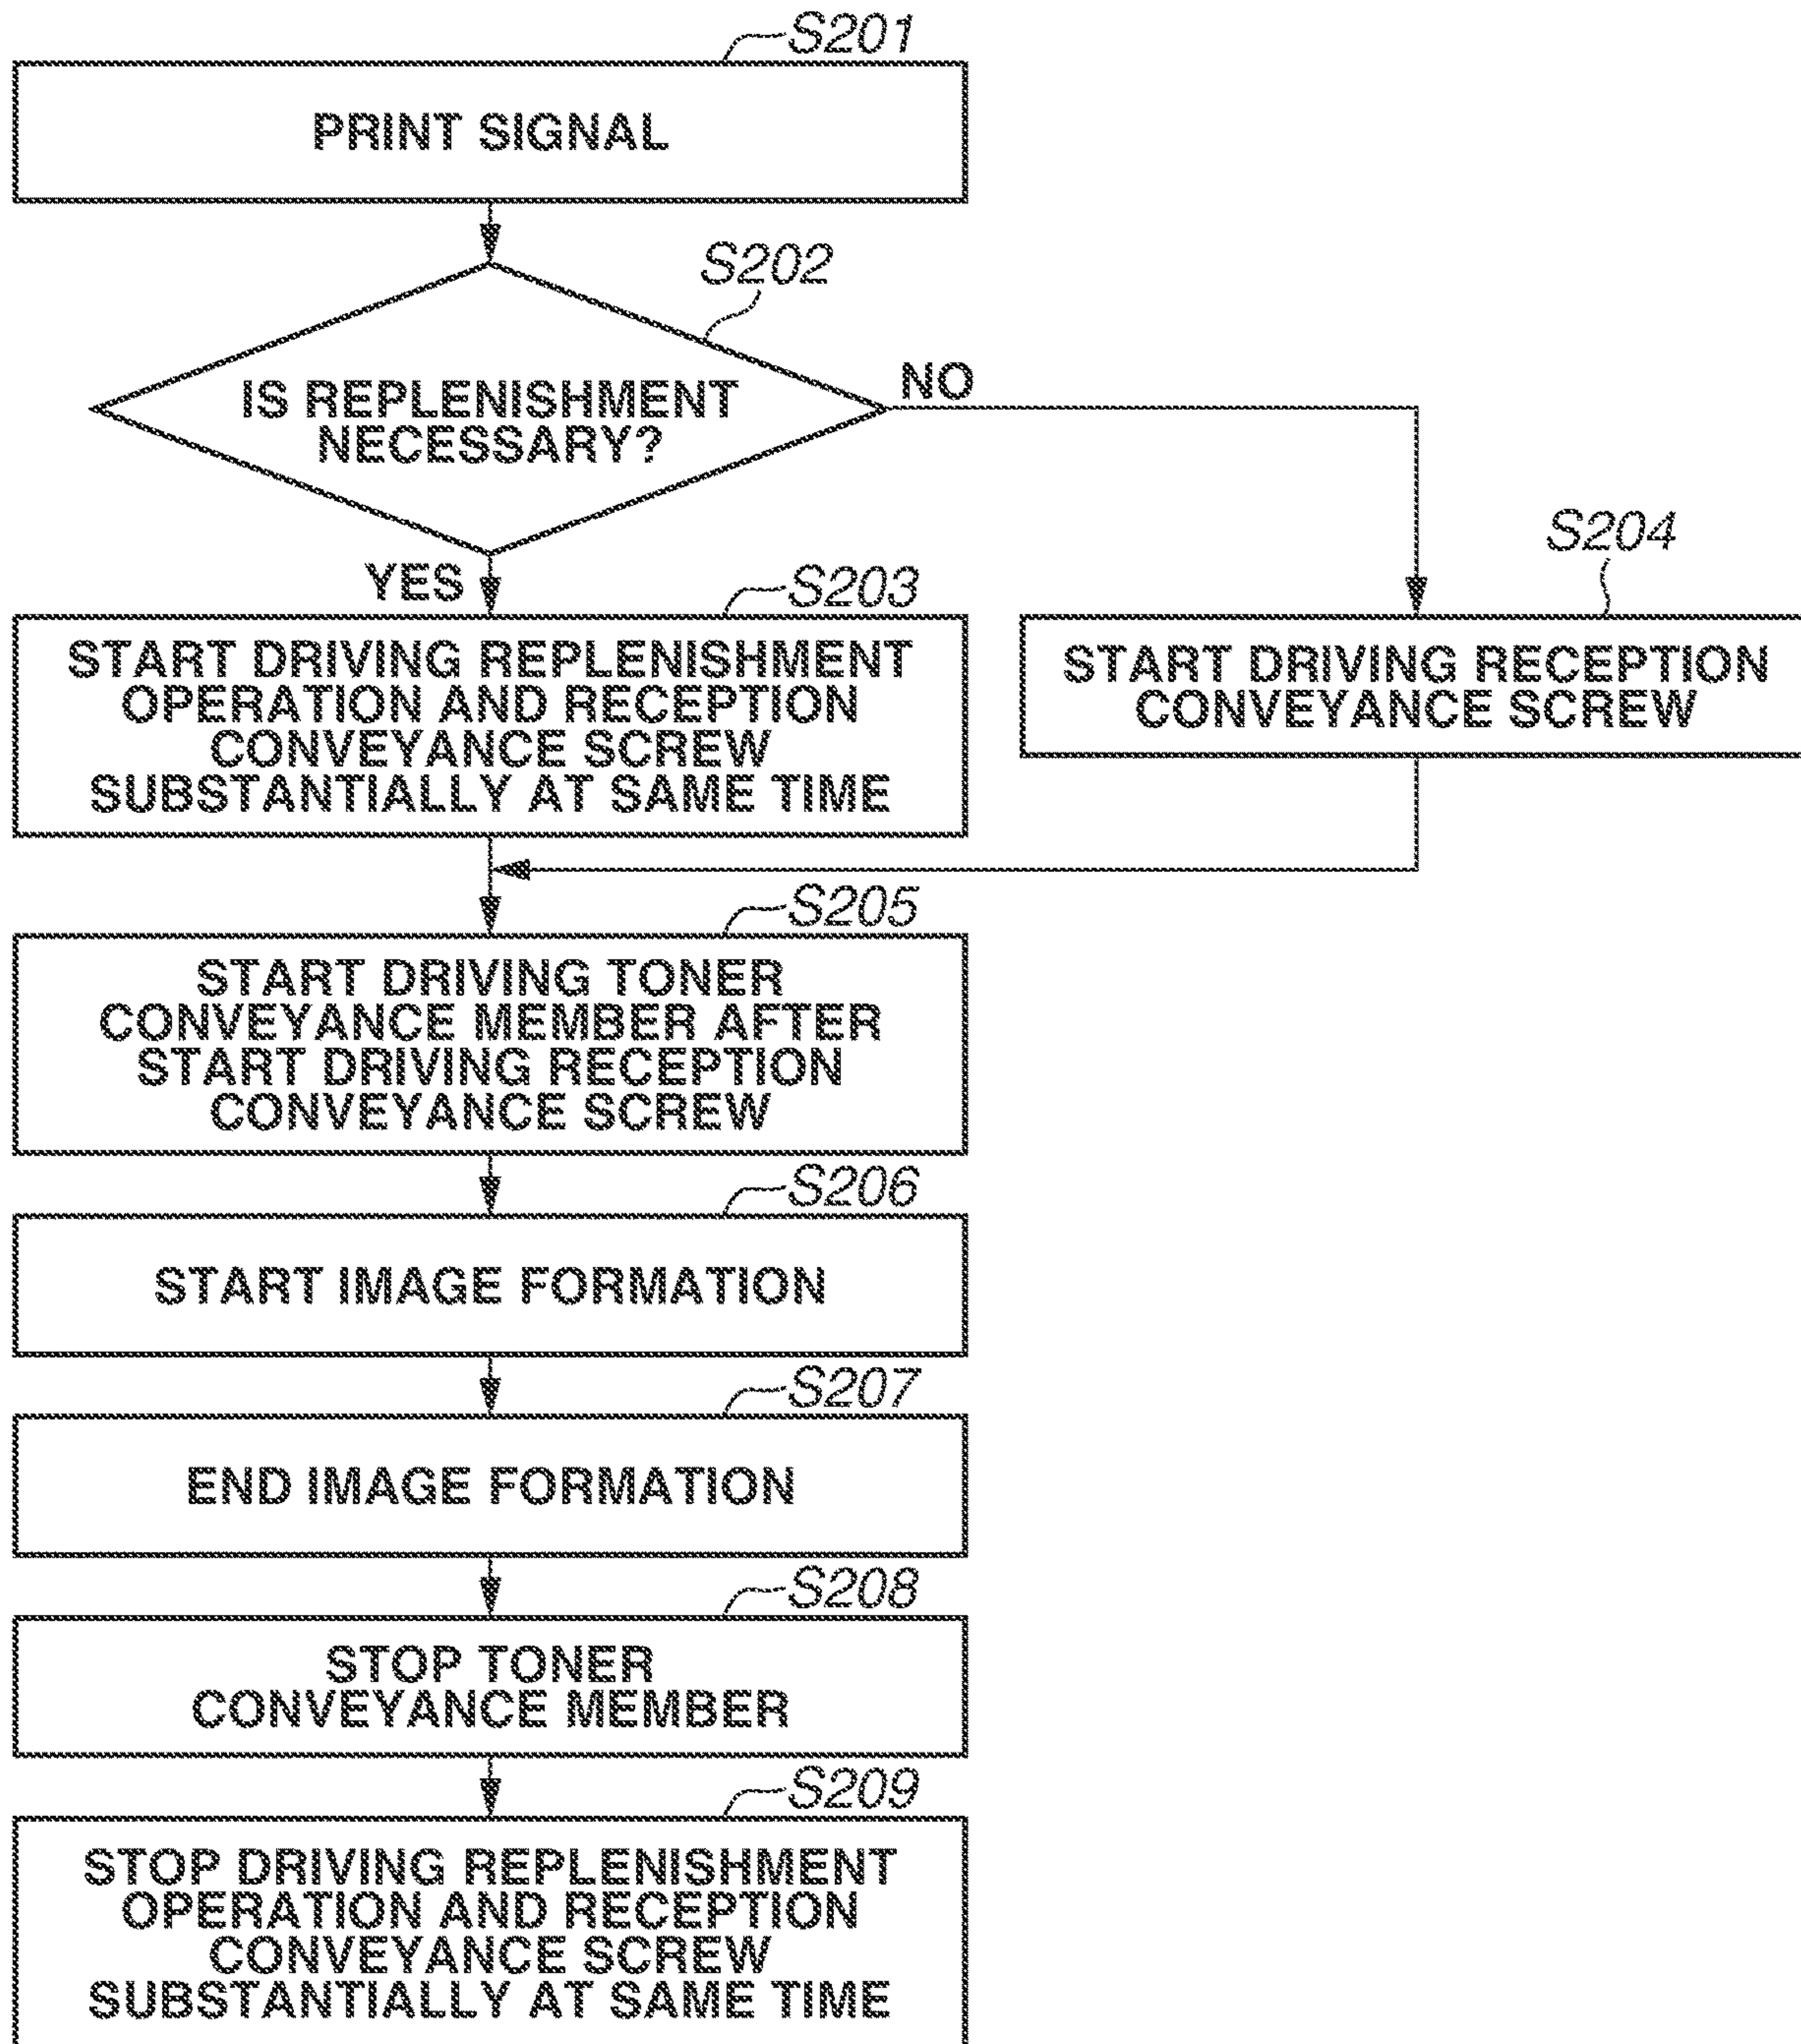 S201
PRINT SIGNAL
S202
IS REPLENISHMENT
NECESSARY?
NO
YES
S203
START DRIVING REPLENISHMENT
OPERATION AND RECEPTION
CONVEYANCE SCREW
SUBSTANTIALLY AT SAME TIME
S204
START DRIVING RECEPTION
CONVEYANCE SCREW
S205
START DRIVING TONER
CONVEYANCE MEMBER AFTER
START DRIVING RECEPTION
CONVEYANCE SCREW
S206
START IMAGE FORMATION
S207
END IMAGE FORMATION
S208
STOP TONER
CONVEYANCE MEMBER
S209
STOP DRIVING REPLENISHMENT
OPERATION AND RECEPTION
CONVEYANCE SCREW
SUBSTANTIALLY AT SAME TIME